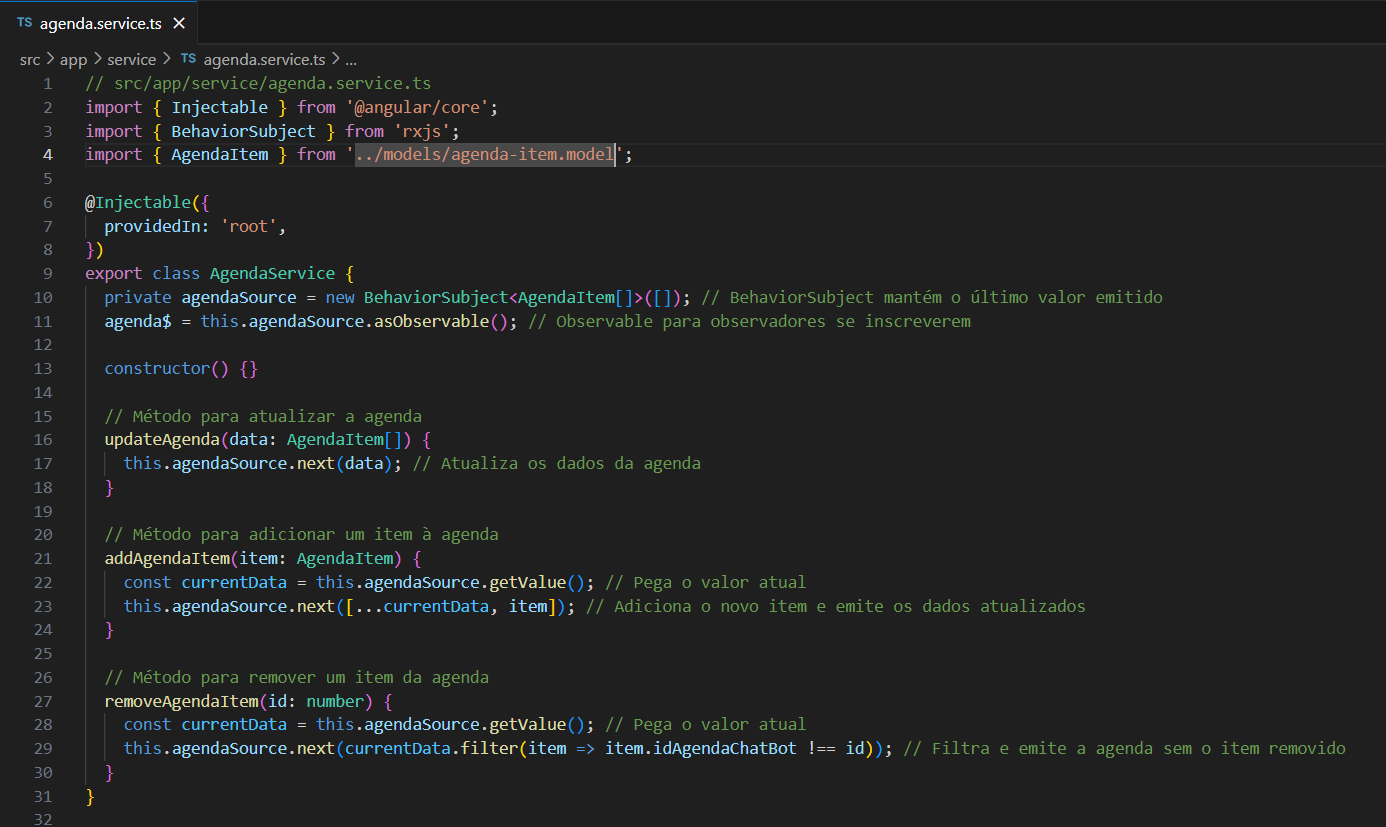 TS agenda.service.ts ✕
src > app > service > TS agenda.service.ts > ...
1 // src/app/service/agenda.service.ts
2 import { Injectable } from '@angular/core';
3 import { BehaviorSubject } from 'rxjs';
4 import { AgendaItem } from '../models/agenda-item.model';
5
6 @Injectable({
7   providedIn: 'root',
8 })
9 export class AgendaService {
10   private agendaSource = new BehaviorSubject<AgendaItem[]>([]); // BehaviorSubject mantém o último valor emitido
11   agenda$ = this.agendaSource.asObservable(); // Observable para observadores se inscreverem
12
13   constructor() {}
14
15   // Método para atualizar a agenda
16   updateAgenda(data: AgendaItem[]) {
17     this.agendaSource.next(data); // Atualiza os dados da agenda
18   }
19
20   // Método para adicionar um item à agenda
21   addAgendaItem(item: AgendaItem) {
22     const currentData = this.agendaSource.getValue(); // Pega o valor atual
23     this.agendaSource.next([...currentData, item]); // Adiciona o novo item e emite os dados atualizados
24   }
25
26   // Método para remover um item da agenda
27   removeAgendaItem(id: number) {
28     const currentData = this.agendaSource.getValue(); // Pega o valor atual
29     this.agendaSource.next(currentData.filter(item => item.idAgendaChatBot !== id)); // Filtra e emite a agenda sem o item removido
30   }
31 }
32